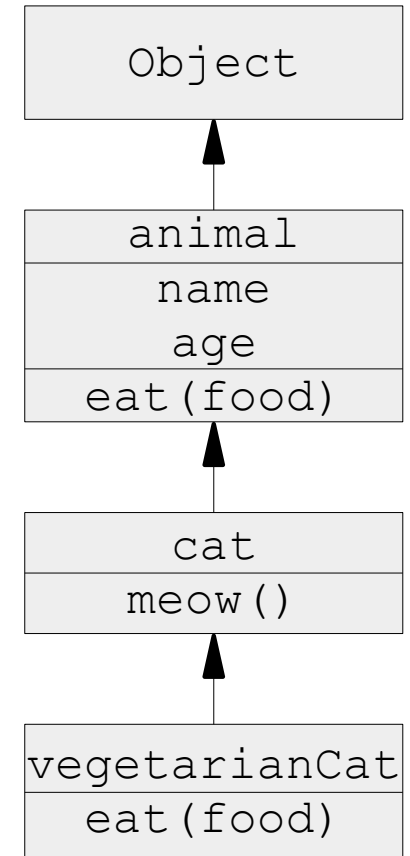 Object
animal
name
age
eat(food)
cat
meow()
vegetarianCat
eat(food)